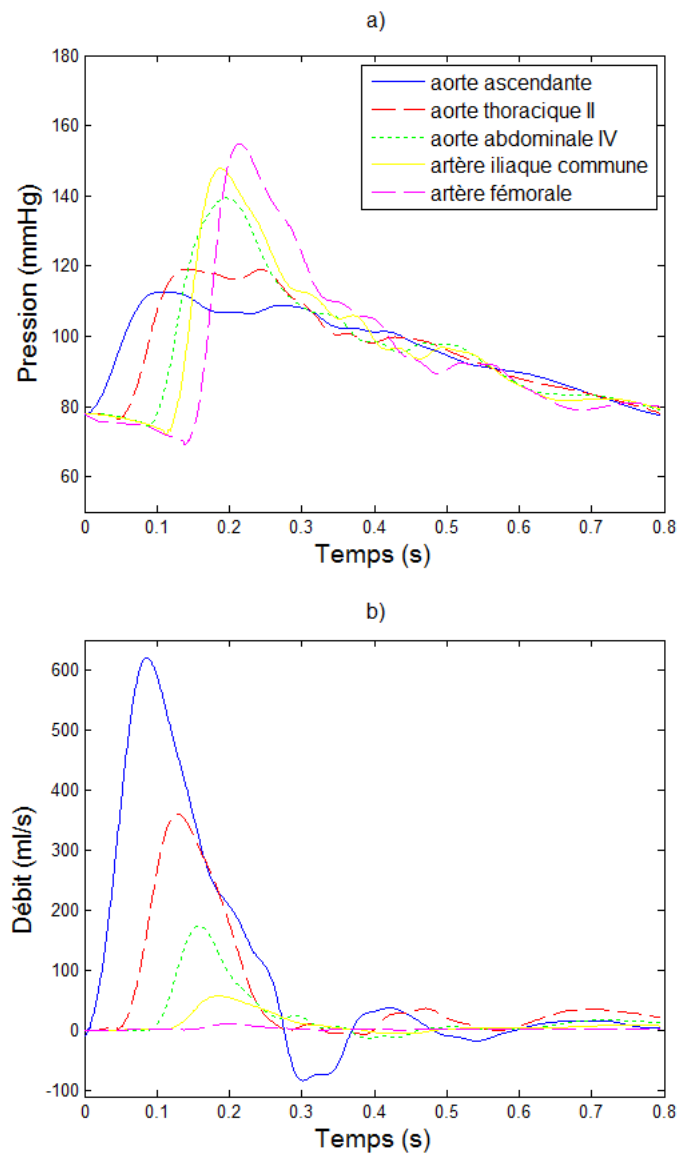 a)
180
160
140
120
100
80
60
Pression (mmHg)
aorte ascendante
aorte thoracique II
aorte abdominale IV
artère iliaque commune
artère fémorale
0 0.1 0.2 0.3 0.4 0.5 0.6 0.7 0.8
Temps (s)
b)
600
500
400
300
200
100
0
-100
Débit (ml/s)
0 0.1 0.2 0.3 0.4 0.5 0.6 0.7 0.8
Temps (s)